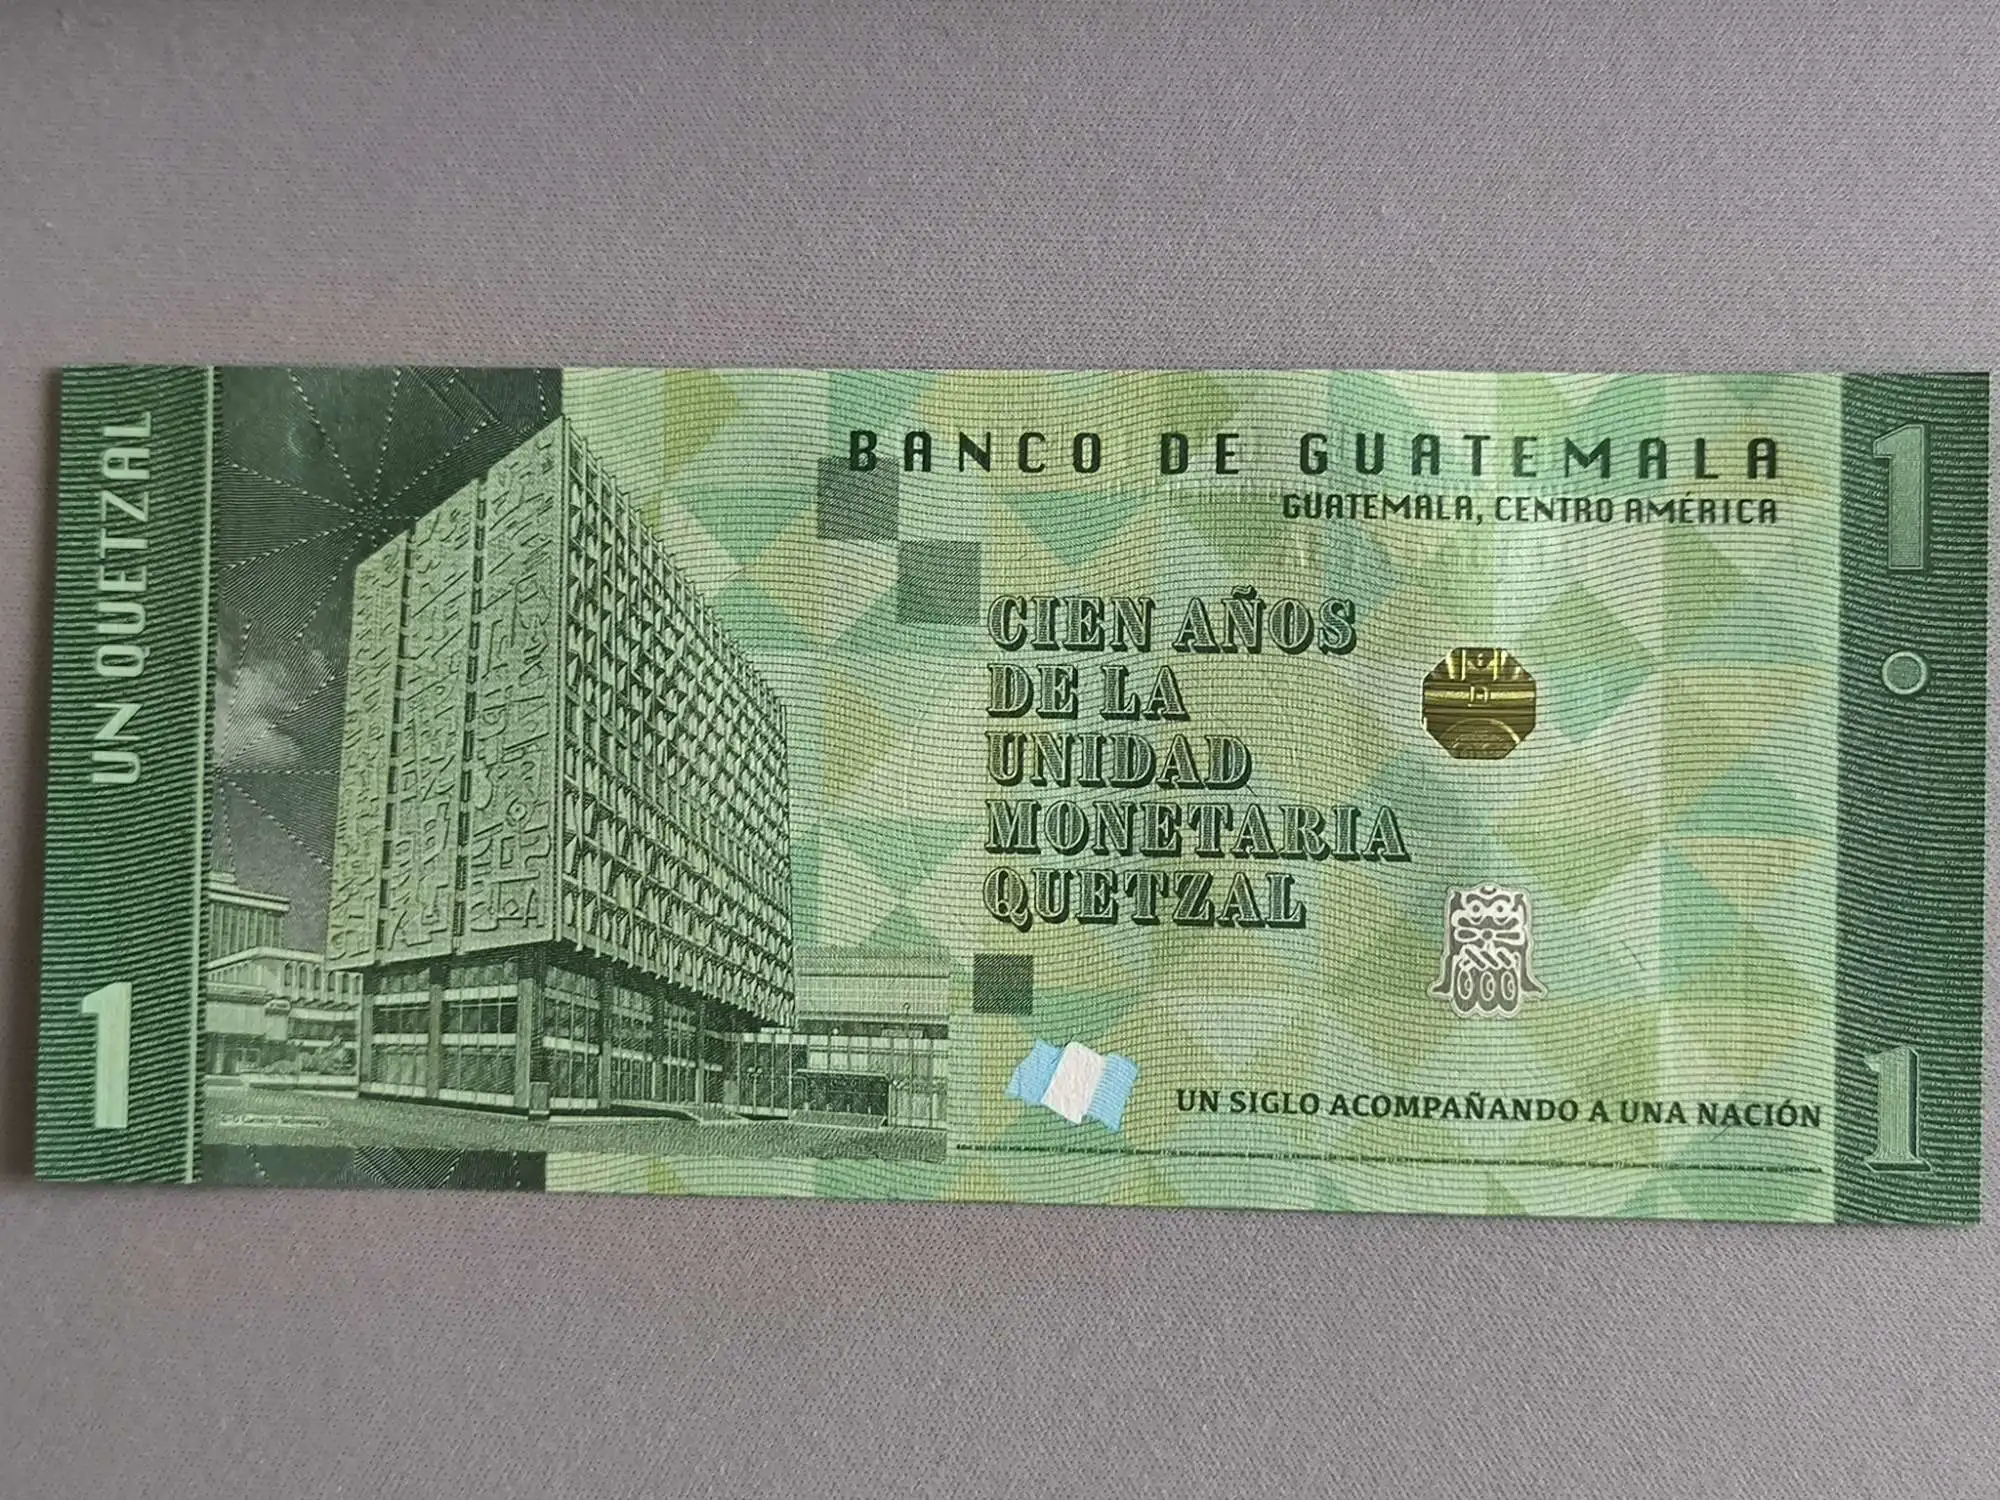 UN QUETZAL
1
BANCO DE GUATEMALA
GUATEMALA, CENTRO AMÉRICA
CIEN AÑOS
DE LA
UNIDAD
MONETARIA
QUETZAL
UN SIGLO ACOMPAÑANDO A UNA NACIÓN
1
1